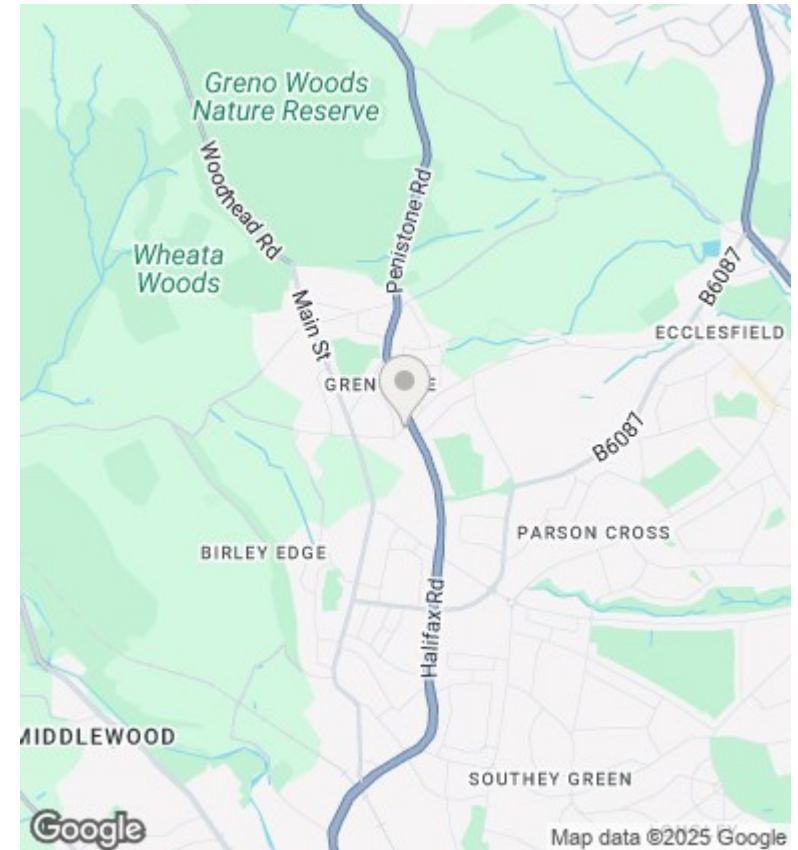 Greno Woods
Nature Reserve
Woodhead Rd
Penistone Rd
Wheata
Woods
Main St
B6087
ECCLESFIELD
GREN
E
B6087
PARSON CROSS
BIRLEY EDGE
Halifax Rd
MIDDLEWOOD
SOUTHEY GREEN
Google
Map data ©2025 Google